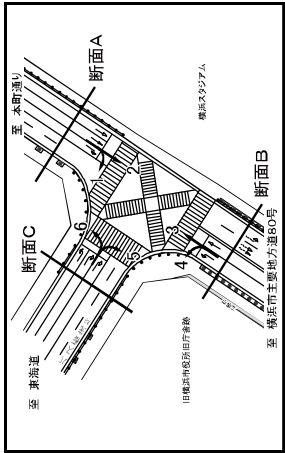 断面A
至 本町通り
横浜スタジアム
断面B
断面C
1
2
3
4
5
6
至 東海道
旧横浜市役所旧庁舎跡
至 横浜市主要地方道80号